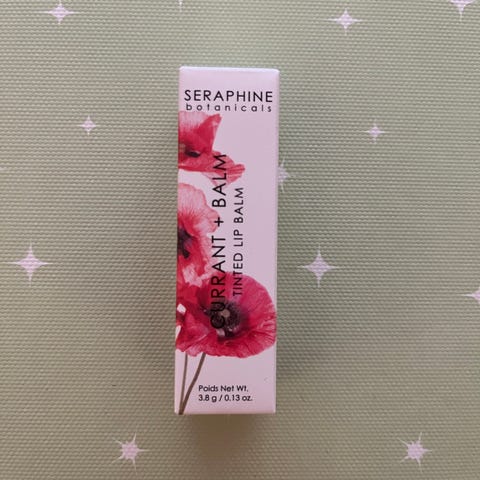 SERAPHINE
botanicals
CURRANT + BALM
TINTED LIP BALM
Poids Net Wt.
3.8 g / 0.13 oz.